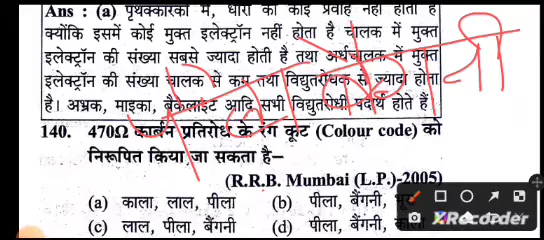 Ans : (a) पृथक्कारकों में, धारा का कोई प्रवाह नहीं होता है
क्योंकि इसमें कोई मुक्त इलेक्ट्रॉन नहीं होता है चालक में मुक्त
इलेक्ट्रॉन की संख्या सबसे ज्यादा होती है तथा अर्धचालक में मुक्त
इलेक्ट्रॉन की संख्या चालक से कम तथा विद्युतरोधक से ज्यादा होता
है। अभ्रक, माइका, बैकेलाइट आदि सभी विद्युतरोधी पदार्थ होते हैं
140. 470Ω कार्बन प्रतिरोध के रंग कूट (Colour code) को
निरूपित किया जा सकता है–
(R.R.B. Mumbai (L.P.)-2005)
(a) काला, लाल, पीला (b) पीला, बैंगनी,
(c) लाल, पीला, बैंगनी (d) पीला, बैंगनी,
XRecorder